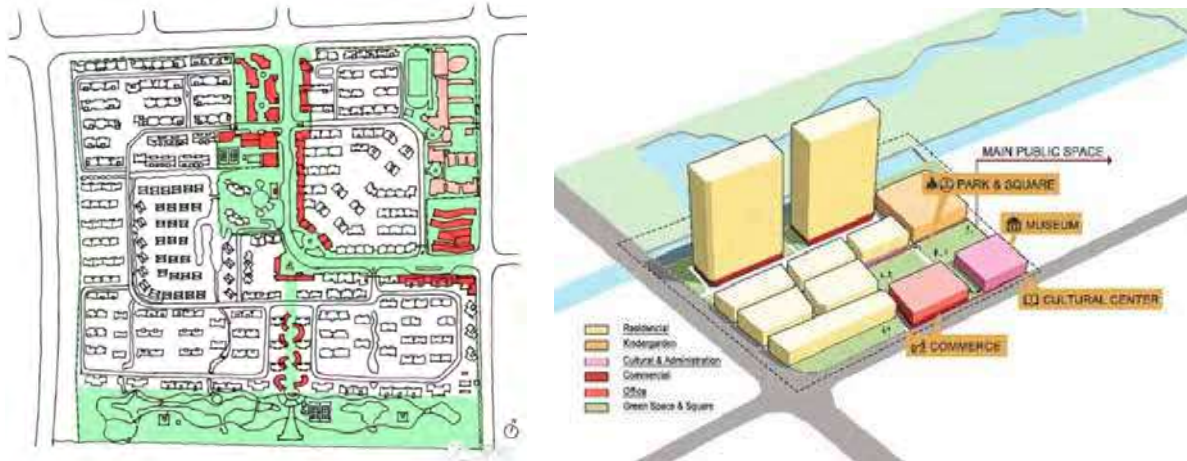 MAIN PUBLIC SPACE
PARK & SQUARE
MUSEUM
CULTURAL CENTER
COMMERCE
Residencial
Kindergarden
Cultural & Administration
Commercial
Office
Green Space & Square